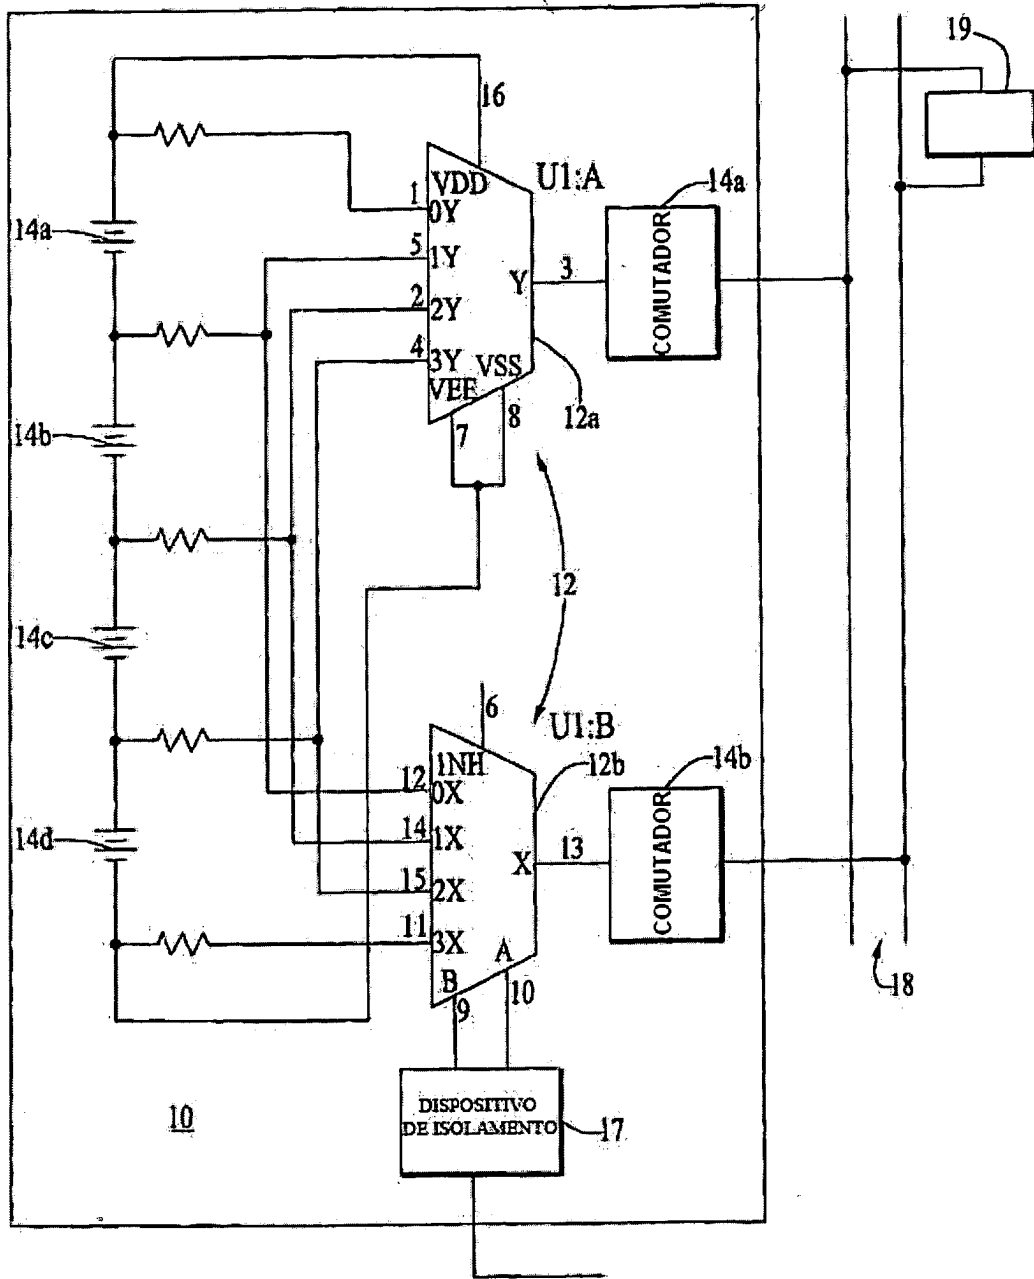 19
16
U1:A
14a
VDD
1
0Y
14a
5
1Y
COMUTADOR
Y
3
2
2Y
4
3Y
VSS
VEE
12a
7
8
14b
12
14c
6
U1:B
14b
12b
1NH
12
0X
14d
14
1X
COMUTADOR
X
13
15
2X
11
3X
A
B
10
9
18
10
DISPOSITIVO
DE ISOLAMENTO
17